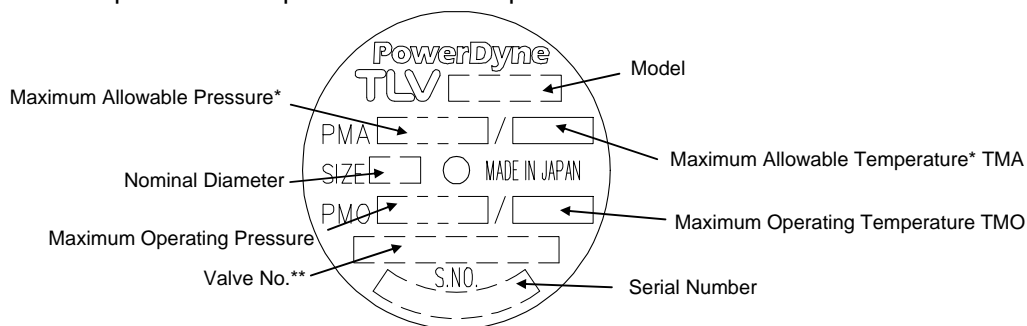 PowerDyne
TLV
Model
Maximum Allowable Pressure*
PMA /
Maximum Allowable Temperature* TMA
SIZE MADE IN JAPAN
Nominal Diameter
PMO /
Maximum Operating Temperature TMO
Maximum Operating Pressure
Valve No.**
S.NO.
Serial Number